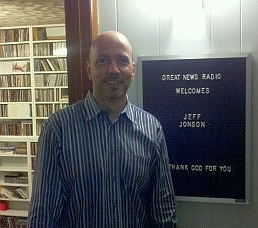 GREAT NEWS RADIO
WELCOMES
JEFF
JONSON
THANK GOD FOR YOU